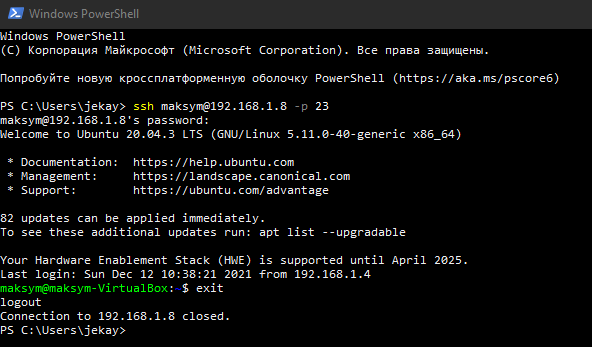 Windows PowerShell
Windows PowerShell
(C) Корпорация Майкрософт (Microsoft Corporation). Все права защищены.
Попробуйте новую кроссплатформенную оболочку PowerShell (https://aka.ms/pscore6)
PS C:\Users\jekay> ssh maksym@192.168.1.8 -p 23
maksym@192.168.1.8's password:
Welcome to Ubuntu 20.04.3 LTS (GNU/Linux 5.11.0-40-generic x86_64)
* Documentation:  https://help.ubuntu.com
* Management:     https://landscape.canonical.com
* Support:        https://ubuntu.com/advantage
82 updates can be applied immediately.
To see these additional updates run: apt list --upgradable
Your Hardware Enablement Stack (HWE) is supported until April 2025.
Last login: Sun Dec 12 10:38:21 2021 from 192.168.1.4
maksym@maksym-VirtualBox:~$ exit
logout
Connection to 192.168.1.8 closed.
PS C:\Users\jekay>